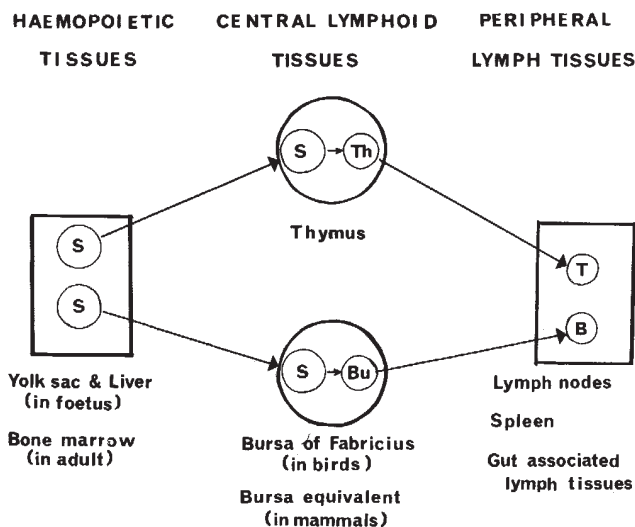 HAEMOPOIETIC
TISSUES
CENTRAL LYMPHOID
TISSUES
PERIPHERAL
LYMPH TISSUES
S
S
Yolk sac & Liver
(in foetus)
Bone marrow
(in adult)
S Th
Thymus
S Bu
Bursa of Fabricius
(in birds)
Bursa equivalent
(in mammals)
T
B
Lymph nodes
Spleen
Gut associated
lymph tissues